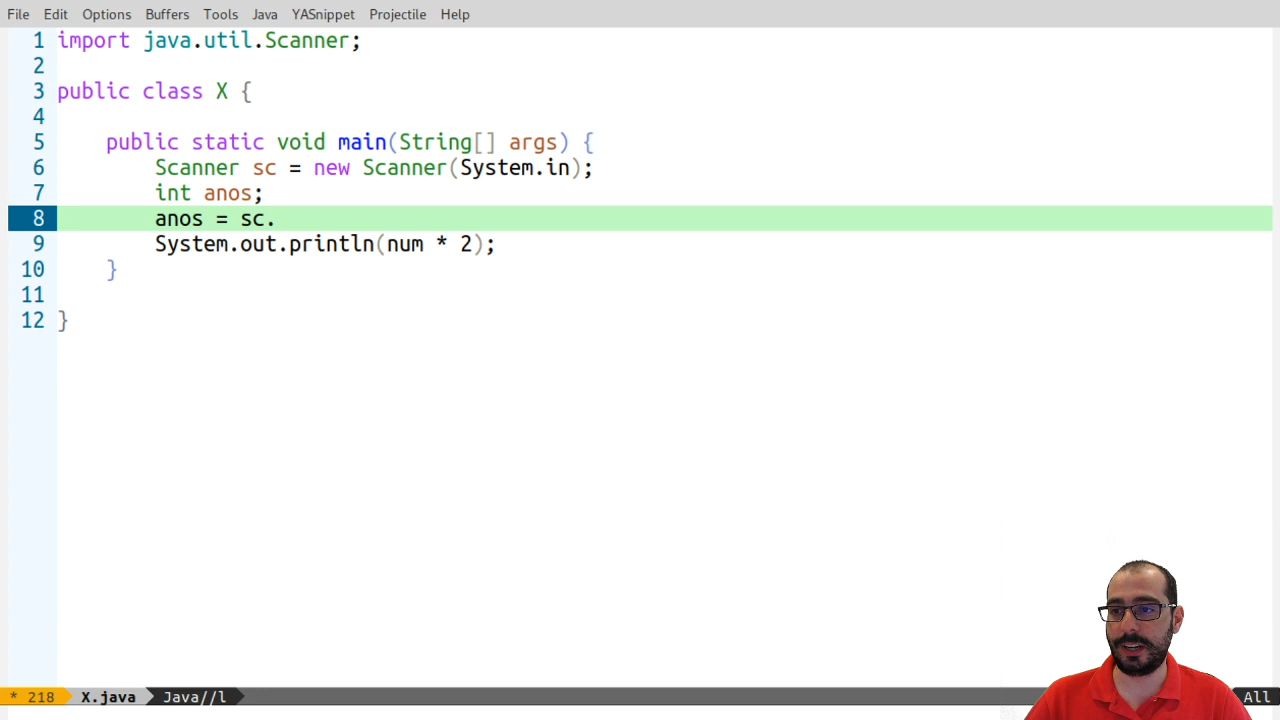 File Edit Options Buffers Tools Java YASnippet Projectile Help
1 import java.util.Scanner;
2
3 public class X {
4
5 public static void main(String[] args) {
6 Scanner sc = new Scanner(System.in);
7 int anos;
8 anos = sc.
9 System.out.println(num * 2);
10 }
11
12 }
* 218 X.java Java//l All